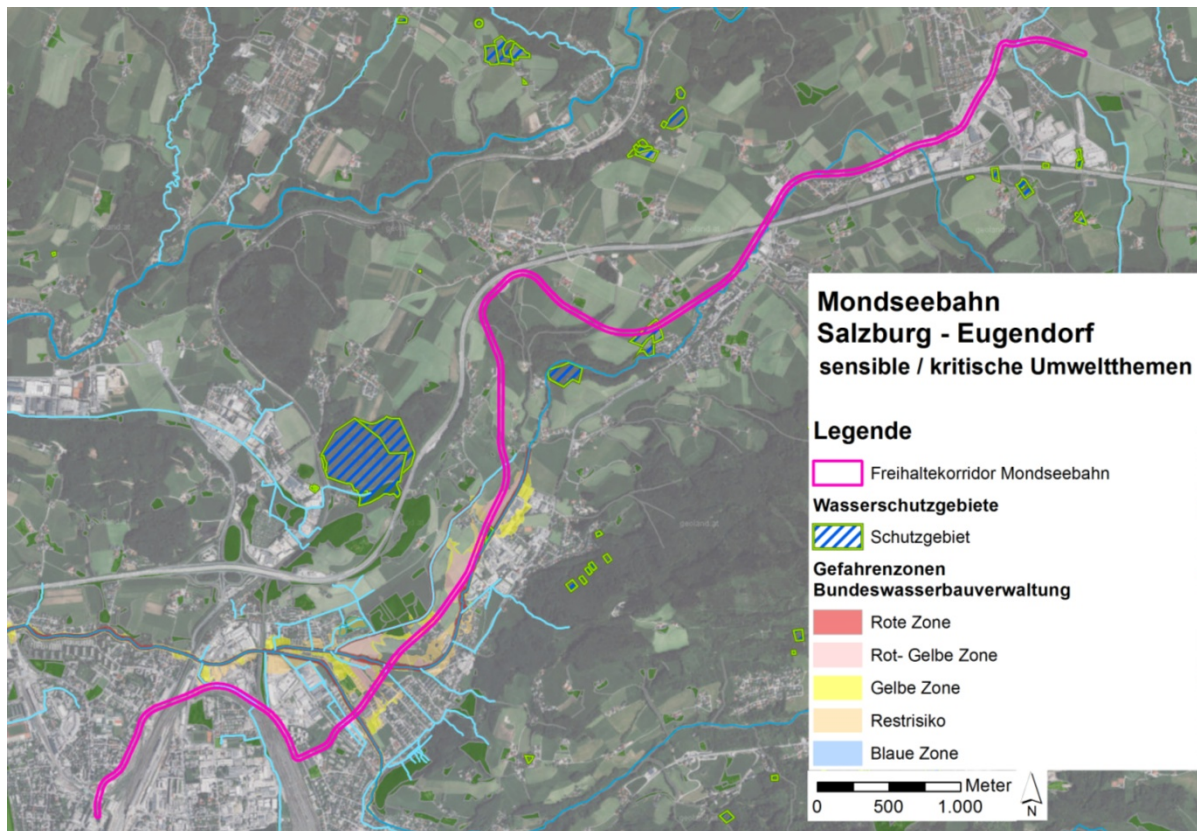 Mondseebahn
Salzburg - Eugendorf
sensible / kritische Umweltthemen
Legende
Freihaltekorridor Mondseebahn
Wasserschutzgebiete
Schutzgebiet
Gefahrenzonen
Bundeswasserbauverwaltung
Rote Zone
Rot- Gelbe Zone
Gelbe Zone
Restrisiko
Blaue Zone
Meter
0 500 1.000
N